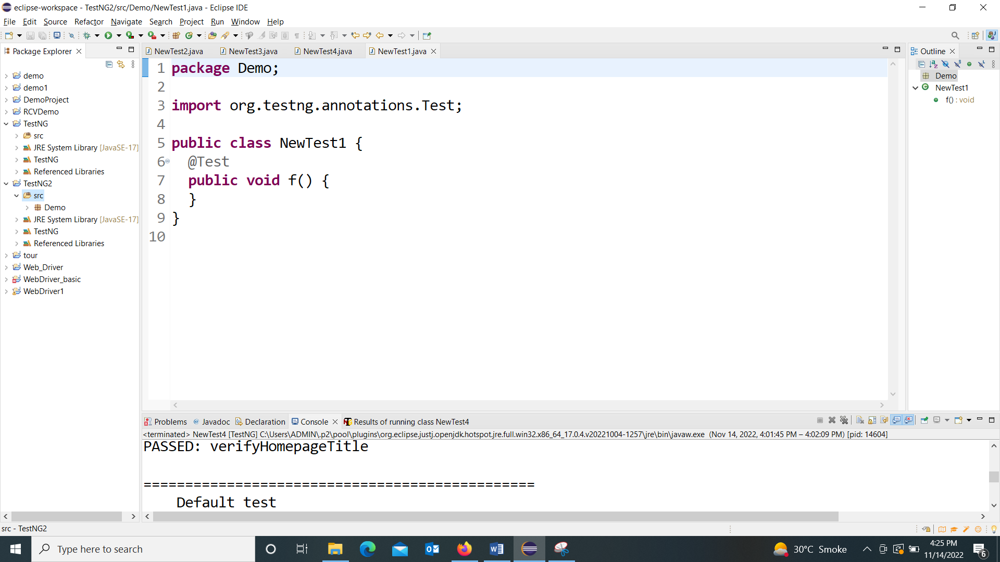 eclipse-workspace - TestNG2/src/Demo/NewTest1.java - Eclipse IDE
File Edit Source Refactor Navigate Search Project Run Window Help
Package Explorer
demo
demo1
DemoProject
RCVDemo
TestNG
src
JRE System Library [JavaSE-17]
TestNG
Referenced Libraries
TestNG2
src
Demo
JRE System Library [JavaSE-17]
TestNG
Referenced Libraries
tour
Web_Driver
WebDriver_basic
WebDriver1
NewTest2.java NewTest3.java NewTest4.java NewTest1.java
1 package Demo;
2
3 import org.testng.annotations.Test;
4
5 public class NewTest1 {
6 @Test
7 public void f() {
8 }
9 }
10
Outline
Demo
NewTest1
f() : void
Problems Javadoc Declaration Console Results of running class NewTest4
<terminated> NewTest4 [TestNG] C:\Users\ADMIN\.p2\pool\plugins\org.eclipse.justj.openjdk.hotspot.jre.full.win32.x86_64_17.0.4.v20221004-1257\jre\bin\javaw.exe (Nov 14, 2022, 4:01:45 PM – 4:02:09 PM) [pid: 14604]
PASSED: verifyHomepageTitle
===============================================
Default test
src - TestNG2
Type here to search
30°C Smoke
4:25 PM
11/14/2022
6